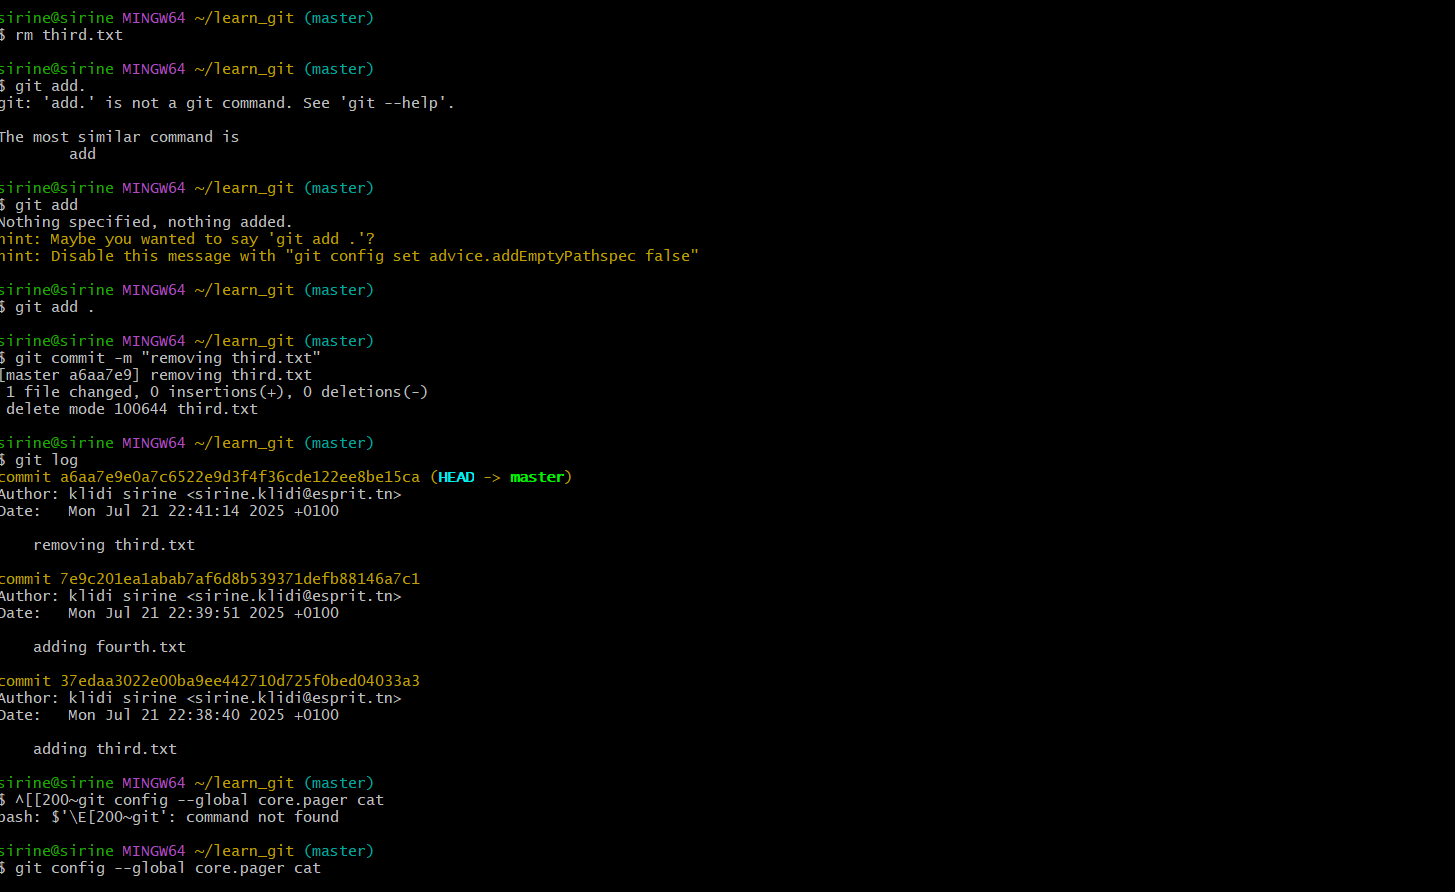 sirine@sirine MINGW64 ~/learn_git (master)
$ rm third.txt
sirine@sirine MINGW64 ~/learn_git (master)
$ git add.
git: 'add.' is not a git command. See 'git --help'.
The most similar command is
        add
sirine@sirine MINGW64 ~/learn_git (master)
$ git add
Nothing specified, nothing added.
hint: Maybe you wanted to say 'git add .'?
hint: Disable this message with "git config set advice.addEmptyPathspec false"
sirine@sirine MINGW64 ~/learn_git (master)
$ git add .
sirine@sirine MINGW64 ~/learn_git (master)
$ git commit -m "removing third.txt"
[master a6aa7e9] removing third.txt
 1 file changed, 0 insertions(+), 0 deletions(-)
 delete mode 100644 third.txt
sirine@sirine MINGW64 ~/learn_git (master)
$ git log
commit a6aa7e9e0a7c6522e9d3f4f36cde122ee8be15ca (HEAD -> master)
Author: klidi sirine <sirine.klidi@esprit.tn>
Date:   Mon Jul 21 22:41:14 2025 +0100
    removing third.txt
commit 7e9c201ea1abab7af6d8b539371defb88146a7c1
Author: klidi sirine <sirine.klidi@esprit.tn>
Date:   Mon Jul 21 22:39:51 2025 +0100
    adding fourth.txt
commit 37edaa3022e00ba9ee442710d725f0bed04033a3
Author: klidi sirine <sirine.klidi@esprit.tn>
Date:   Mon Jul 21 22:38:40 2025 +0100
    adding third.txt
sirine@sirine MINGW64 ~/learn_git (master)
$ ^[[200~git config --global core.pager cat
bash: $'\E[200~git': command not found
sirine@sirine MINGW64 ~/learn_git (master)
$ git config --global core.pager cat